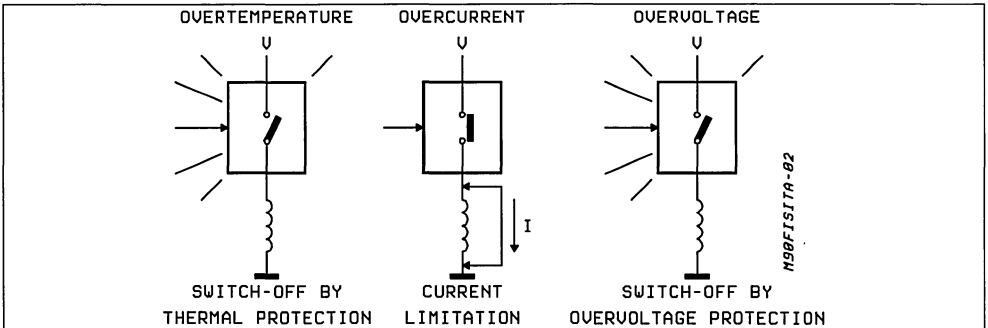 OVERTEMPERATURE OVERCURRENT OVERVOLTAGE
V V V
I
M90FISITA-02
SWITCH-OFF BY CURRENT SWITCH-OFF BY
THERMAL PROTECTION LIMITATION OVERVOLTAGE PROTECTION